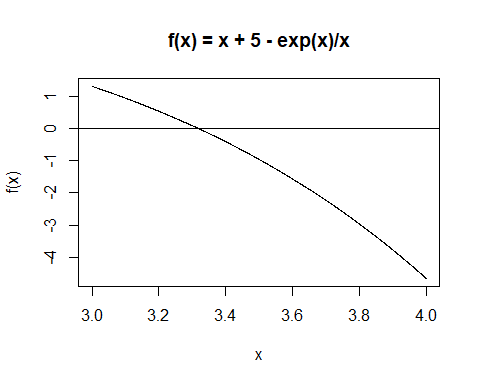 f(x) = x + 5 - exp(x)/x
1
0
-1
-2
-3
-4
f(x)
3.0 3.2 3.4 3.6 3.8 4.0
x